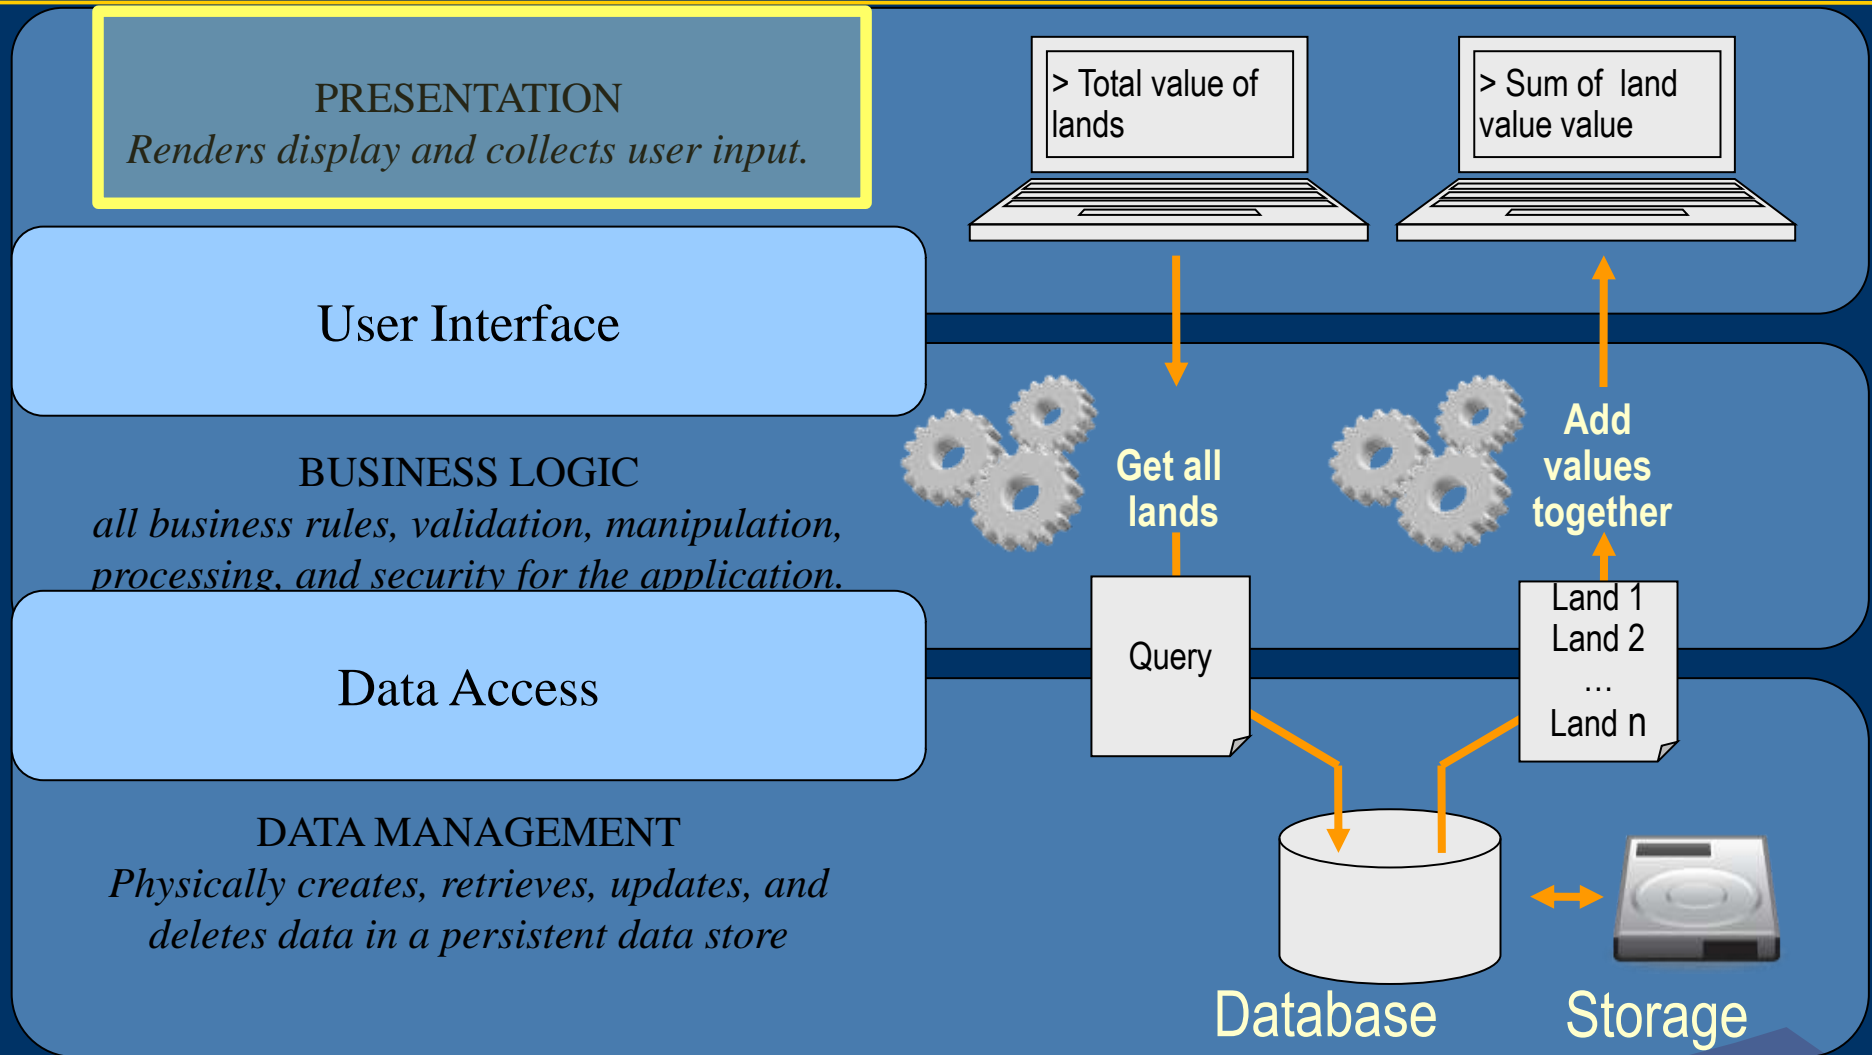 PRESENTATION
Renders display and collects user input.
> Total value of
lands
> Sum of  land
value value
User Interface
BUSINESS LOGIC
all business rules, validation, manipulation,
processing, and security for the application.
Get all
lands
Add
values
together
Data Access
Query
Land 1
Land 2
…
Land n
DATA MANAGEMENT
Physically creates, retrieves, updates, and
deletes data in a persistent data store
Database
Storage